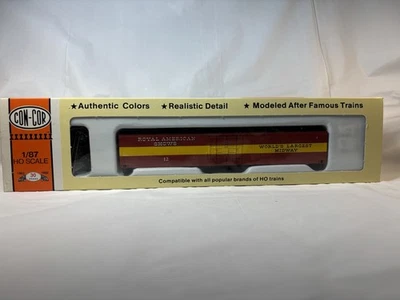 ★Authentic Colors ★Realistic Detail ★Modeled After Famous Trains
CON-COR
1/87
HO SCALE
30
ROYAL AMERICAN
SHOWS
WORLD'S LARGEST
MIDWAY
Compatible with all popular brands of HO trains